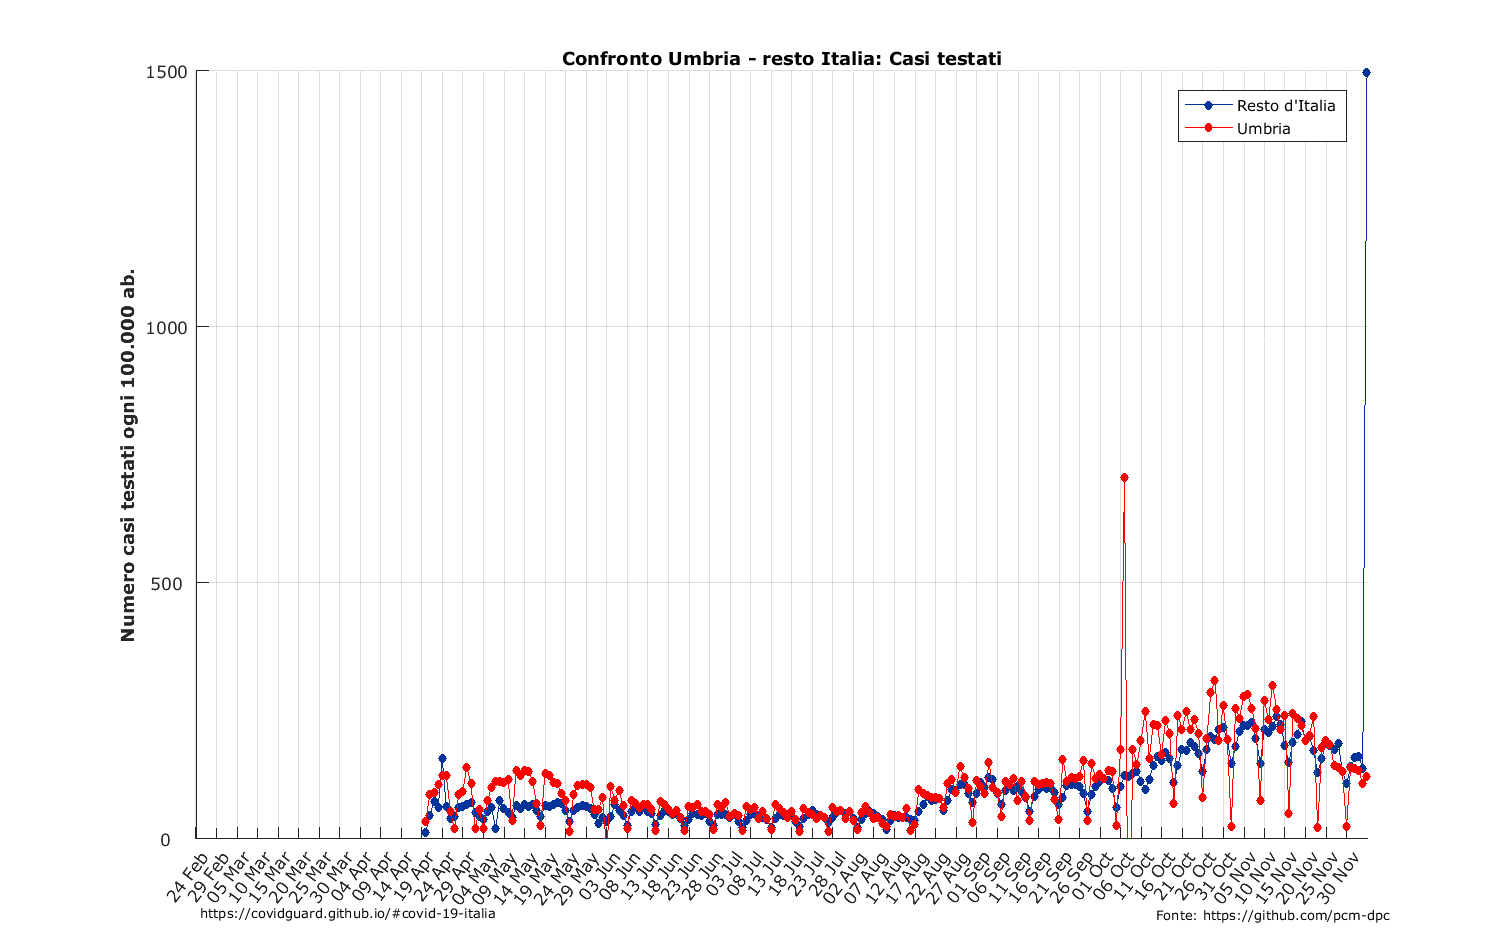 Confronto Umbria - resto Italia: Casi testati
1500
1000
500
0
Numero casi testati ogni 100.000 ab.
Resto d'Italia
Umbria
24 Feb
29 Feb
05 Mar
10 Mar
15 Mar
20 Mar
25 Mar
30 Mar
04 Apr
09 Apr
14 Apr
19 Apr
24 Apr
29 Apr
04 May
09 May
14 May
19 May
24 May
29 May
03 Jun
08 Jun
13 Jun
18 Jun
23 Jun
28 Jun
03 Jul
08 Jul
13 Jul
18 Jul
23 Jul
28 Jul
02 Aug
07 Aug
12 Aug
17 Aug
22 Aug
27 Aug
01 Sep
06 Sep
11 Sep
16 Sep
21 Sep
26 Sep
01 Oct
06 Oct
11 Oct
16 Oct
21 Oct
26 Oct
31 Oct
05 Nov
10 Nov
15 Nov
20 Nov
25 Nov
30 Nov
https://covidguard.github.io/#covid-19-italia
Fonte: https://github.com/pcm-dpc